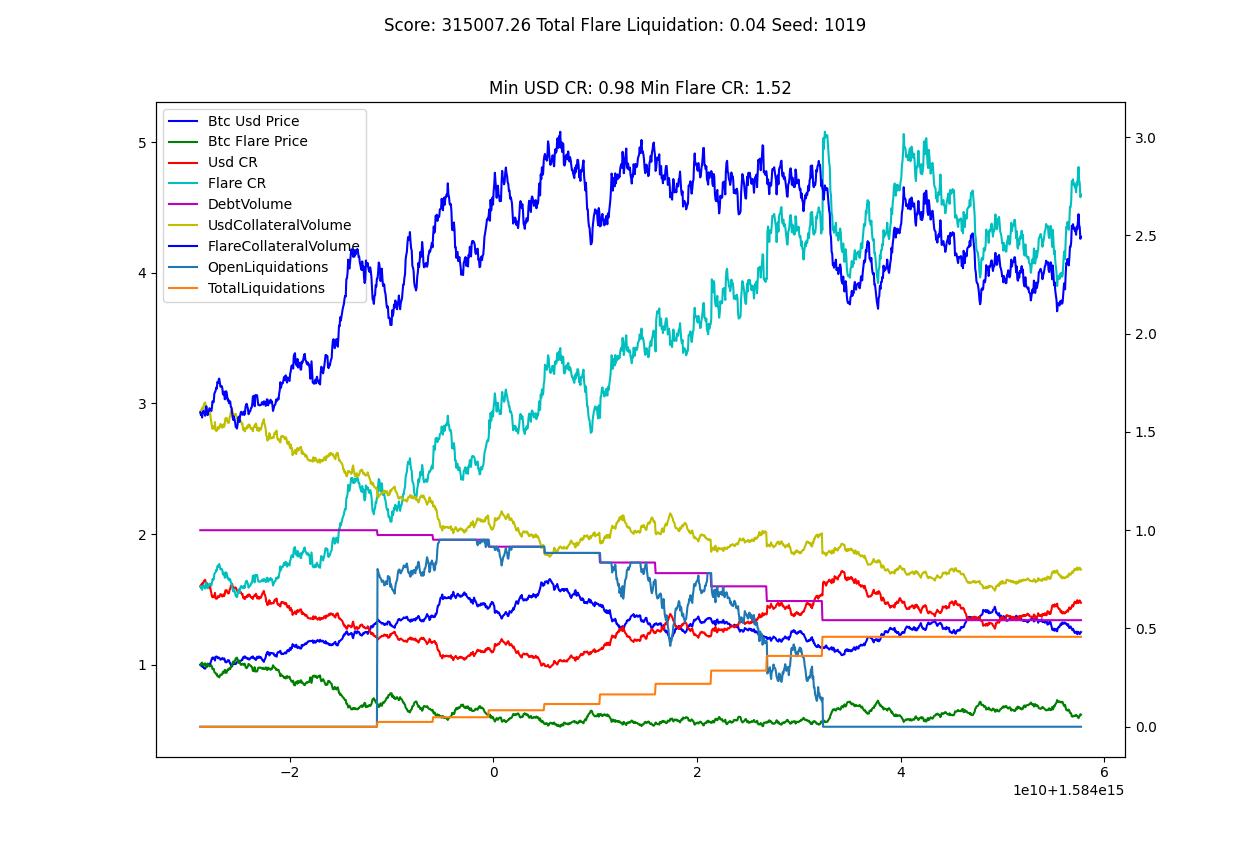 Score: 315007.26 Total Flare Liquidation: 0.04 Seed: 1019
Min USD CR: 0.98 Min Flare CR: 1.52
Btc Usd Price
Btc Flare Price
Usd CR
Flare CR
DebtVolume
UsdCollateralVolume
FlareCollateralVolume
OpenLiquidations
TotalLiquidations
5
4
3
2
1
3.0
2.5
2.0
1.5
1.0
0.5
0.0
−2 0 2 4 6
1e10+1.584e15